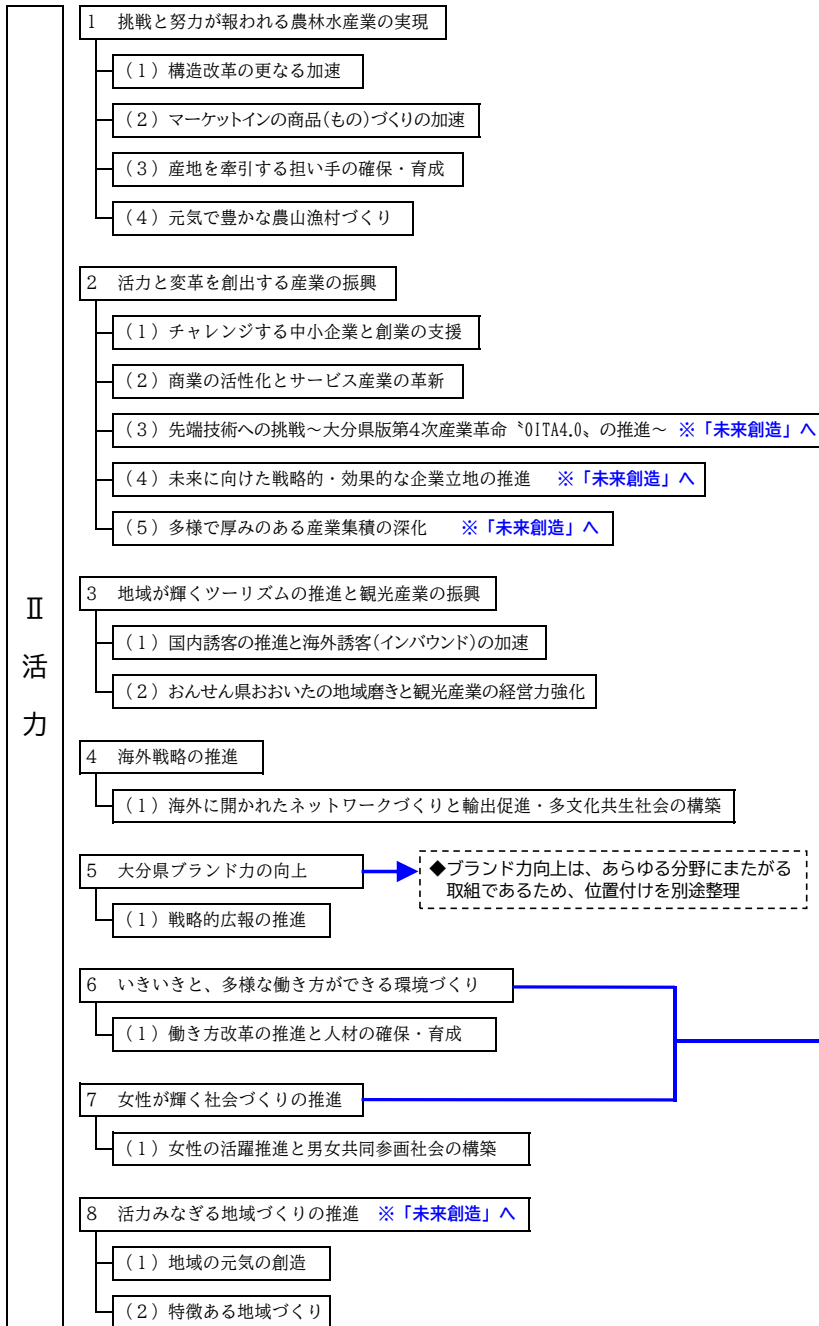 Ⅱ
活
力
1 挑戦と努力が報われる農林水産業の実現
(1)構造改革の更なる加速
(2)マーケットインの商品(もの)づくりの加速
(3)産地を牽引する担い手の確保・育成
(4)元気で豊かな農山漁村づくり
2 活力と変革を創出する産業の振興
(1)チャレンジする中小企業と創業の支援
(2)商業の活性化とサービス産業の革新
(3)先端技術への挑戦～大分県版第4次産業革命〝OITA4.0〟の推進～ ※「未来創造」へ
(4)未来に向けた戦略的・効果的な企業立地の推進 ※「未来創造」へ
(5)多様で厚みのある産業集積の深化 ※「未来創造」へ
3 地域が輝くツーリズムの推進と観光産業の振興
(1)国内誘客の推進と海外誘客(インバウンド)の加速
(2)おんせん県おおいたの地域磨きと観光産業の経営力強化
4 海外戦略の推進
(1)海外に開かれたネットワークづくりと輸出促進・多文化共生社会の構築
5 大分県ブランド力の向上
◆ブランド力向上は、あらゆる分野にまたがる
取組であるため、位置付けを別途整理
(1)戦略的広報の推進
6 いきいきと、多様な働き方ができる環境づくり
(1)働き方改革の推進と人材の確保・育成
7 女性が輝く社会づくりの推進
(1)女性の活躍推進と男女共同参画社会の構築
8 活力みなぎる地域づくりの推進 ※「未来創造」へ
(1)地域の元気の創造
(2)特徴ある地域づくり